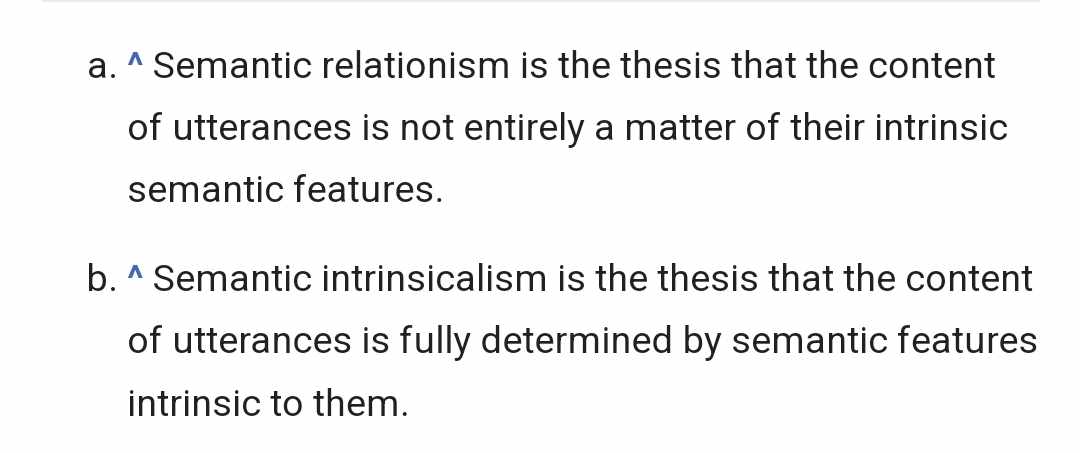 a. ^ Semantic relationism is the thesis that the content
of utterances is not entirely a matter of their intrinsic
semantic features.
b. ^ Semantic intrinsicalism is the thesis that the content
of utterances is fully determined by semantic features
intrinsic to them.